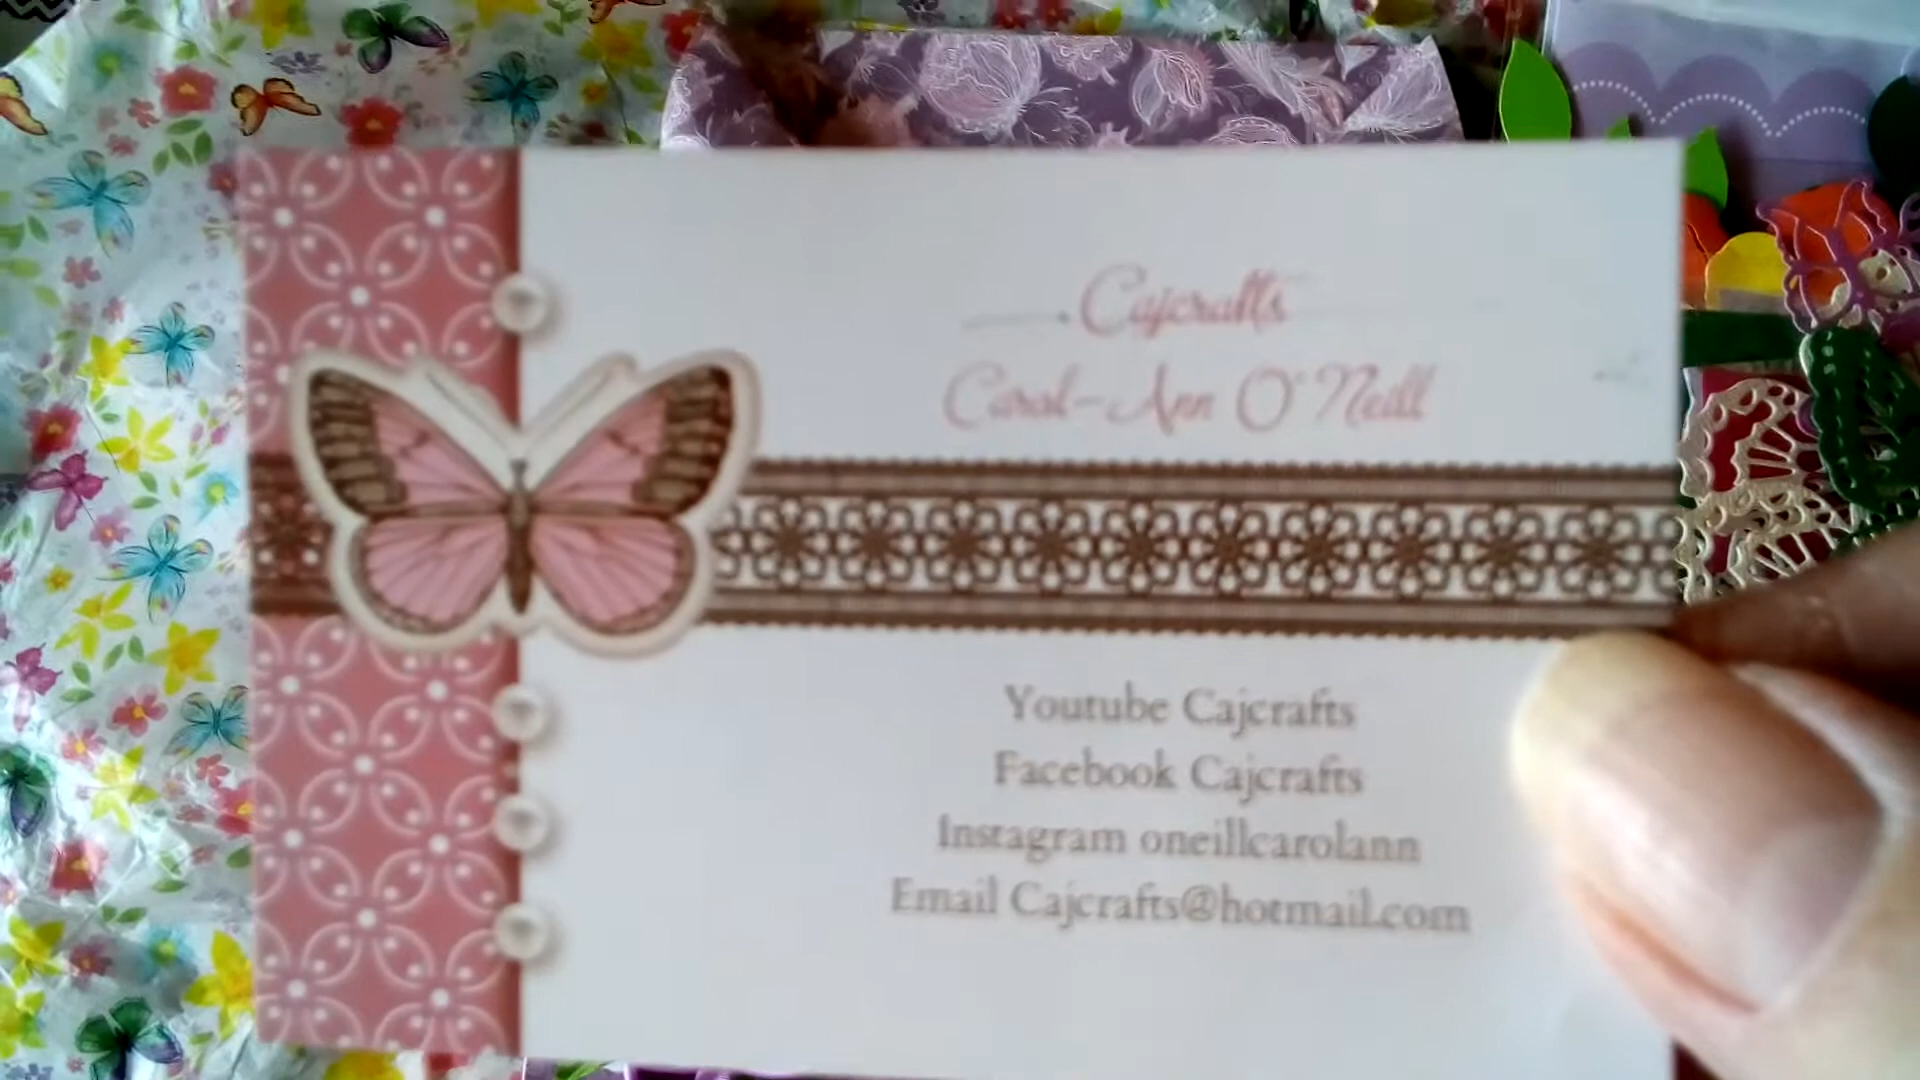 Cajcrafts
Carol-Ann O'Neill
Youtube Cajcrafts
Facebook Cajcrafts
Instagram oneillcarolann
Email Cajcrafts@hotmail.com